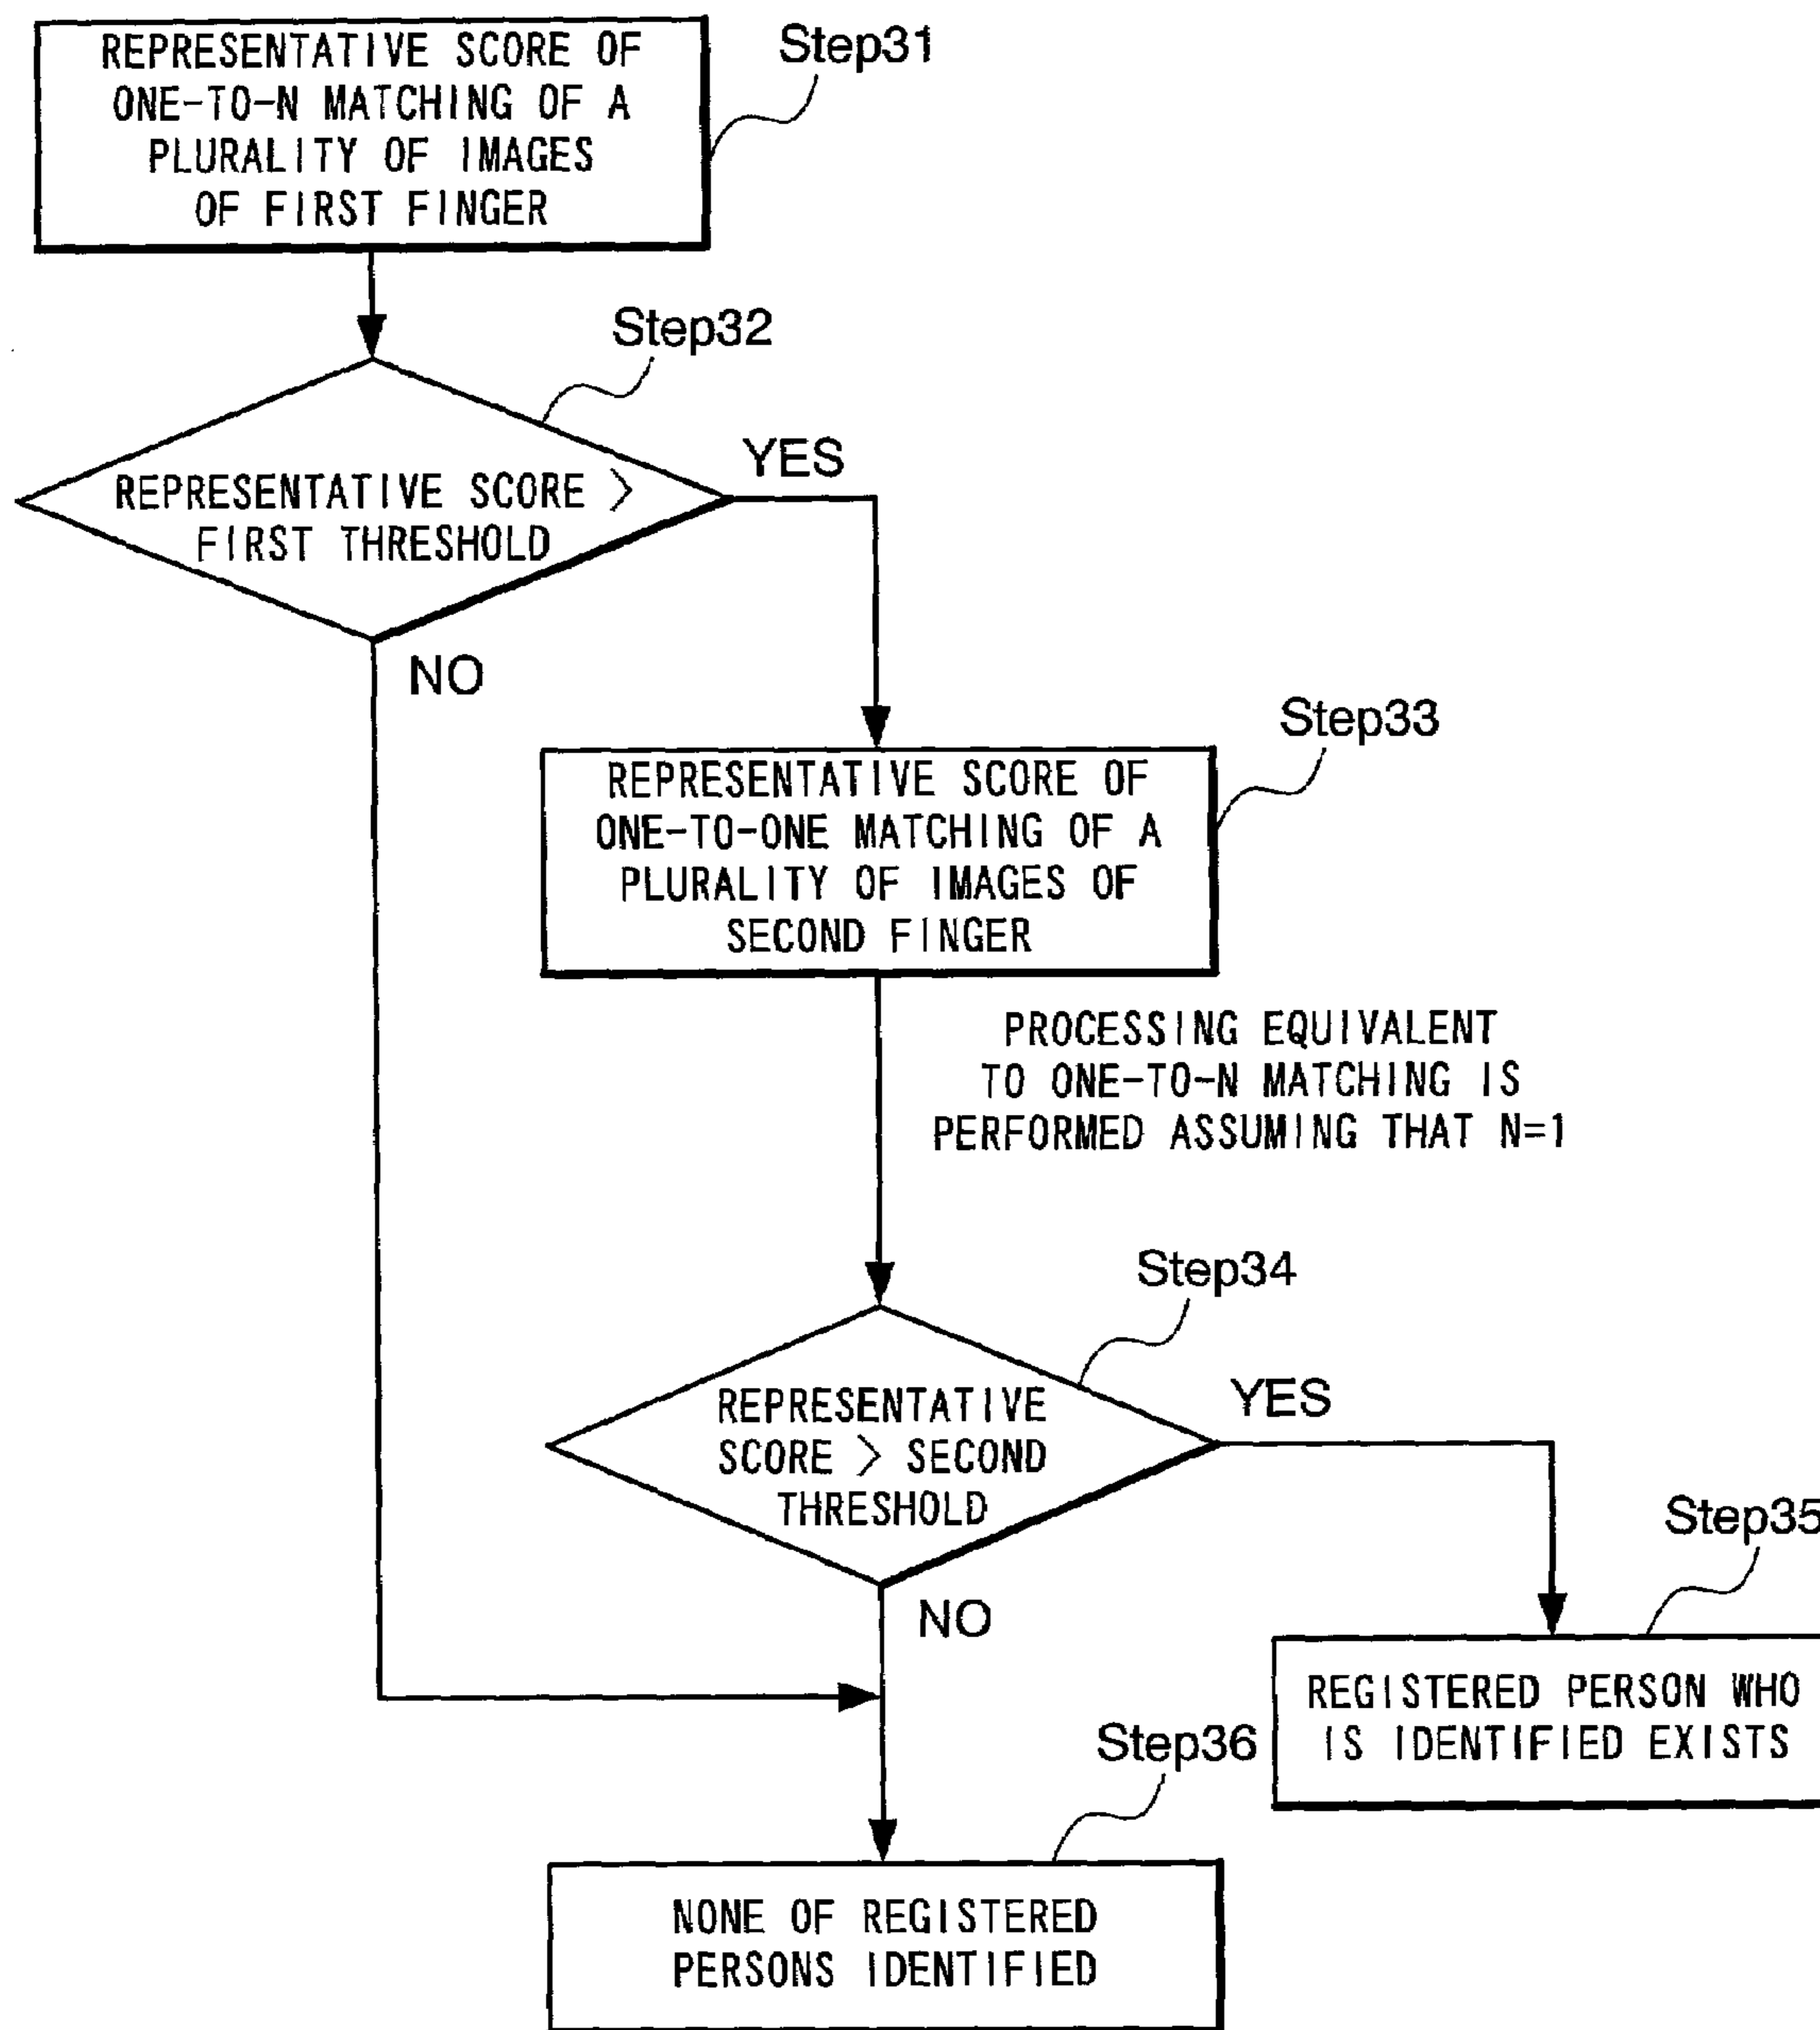 REPRESENTATIVE SCORE OF
ONE-TO-N MATCHING OF A
PLURALITY OF IMAGES
OF FIRST FINGER
Step31
Step32
REPRESENTATIVE SCORE >
FIRST THRESHOLD
YES
NO
Step33
REPRESENTATIVE SCORE OF
ONE-TO-ONE MATCHING OF A
PLURALITY OF IMAGES OF
SECOND FINGER
PROCESSING EQUIVALENT
TO ONE-TO-N MATCHING IS
PERFORMED ASSUMING THAT N=1
Step34
REPRESENTATIVE
SCORE > SECOND
THRESHOLD
YES
NO
Step35
REGISTERED PERSON WHO
IS IDENTIFIED EXISTS
Step36
NONE OF REGISTERED
PERSONS IDENTIFIED